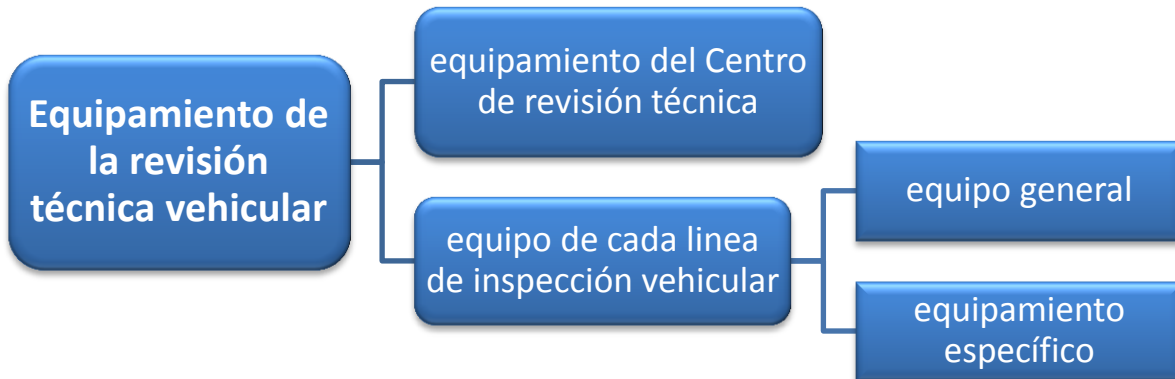 Equipamiento de
la revisión
técnica vehicular
equipamiento del Centro
de revisión técnica
equipo de cada linea
de inspección vehicular
equipo general
equipamiento
específico